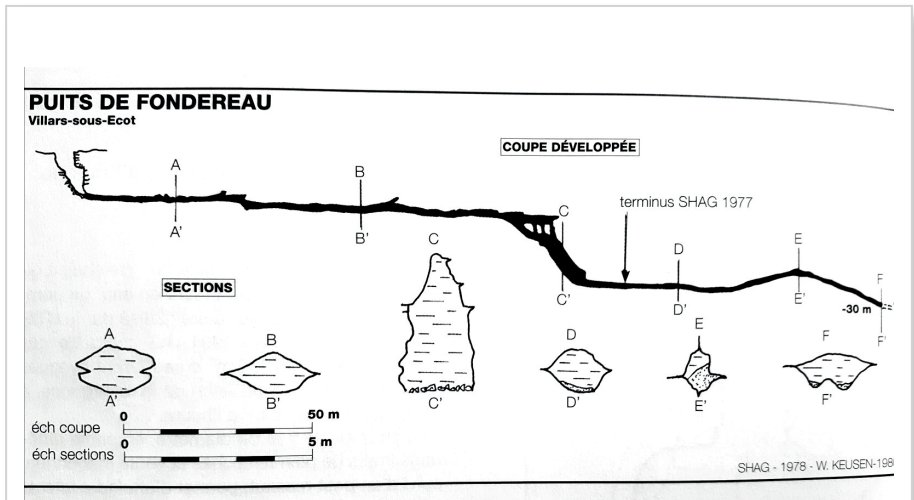 PUITS DE FONDEREAU
Villars-sous-Ecot
COUPE DÉVELOPPÉE
A
B
C
terminus SHAG 1977
D
E
F
A'
B'
C'
D'
E'
-30 m
F'
SECTIONS
A
B
C
D
E
F
A'
B'
C'
D'
E'
F'
0 50 m
éch coupe
0 5 m
éch sections
SHAG - 1978 - W. KEUSEN-198